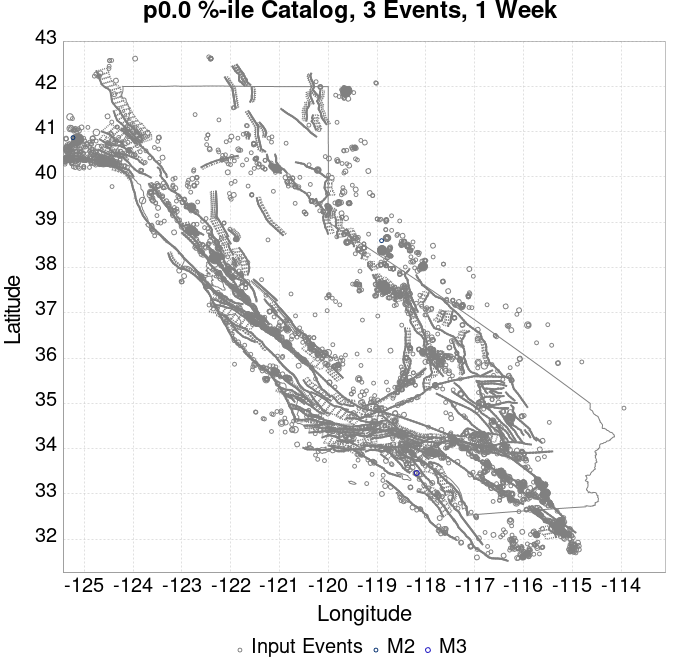 p0.0 %-ile Catalog, 3 Events, 1 Week
43
42
41
40
39
38
37
36
35
34
33
32
Latitude
-125 -124 -123 -122 -121 -120 -119 -118 -117 -116 -115 -114
Longitude
Input Events M2 M3